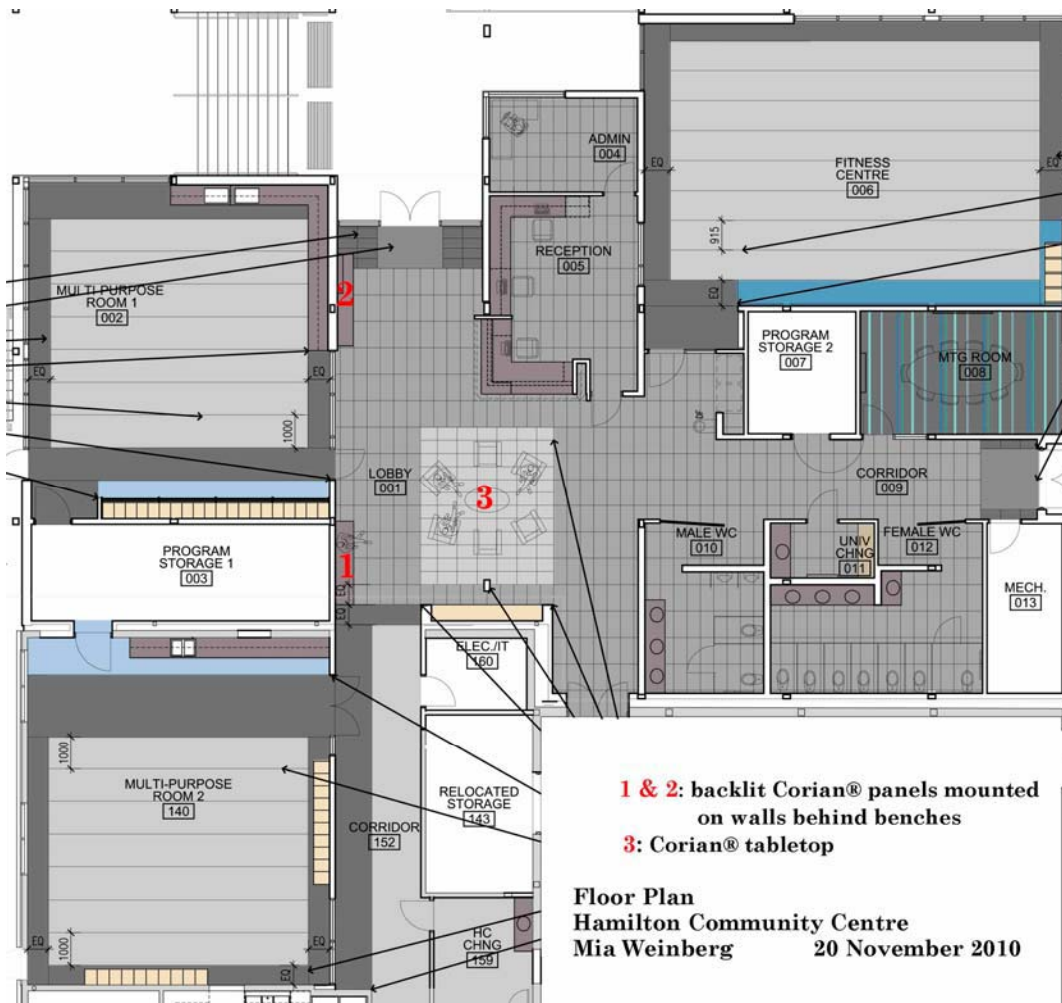 ADMIN
004
FITNESS
CENTRE
006
EQ
EQ
915
EQ
RECEPTION
005
MULTI PURPOSE
ROOM 1
002
2
EQ
EQ
1000
PROGRAM
STORAGE 2
007
MTG ROOM
008
DF
LOBBY
001
3
CORRIDOR
009
MALE WC
010
UNIV
CHNG
011
FEMALE WC
012
MECH.
013
PROGRAM
STORAGE 1
003
1
EQ
EQ
ELEC./IT
160
1000
MULTI-PURPOSE
ROOM 2
140
CORRIDOR
152
RELOCATED
STORAGE
143
EQ
EQ
1000
EQ
HC
CHNG
159
1 & 2: backlit Corian® panels mounted
on walls behind benches
3: Corian® tabletop
Floor Plan
Hamilton Community Centre
Mia Weinberg 20 November 2010